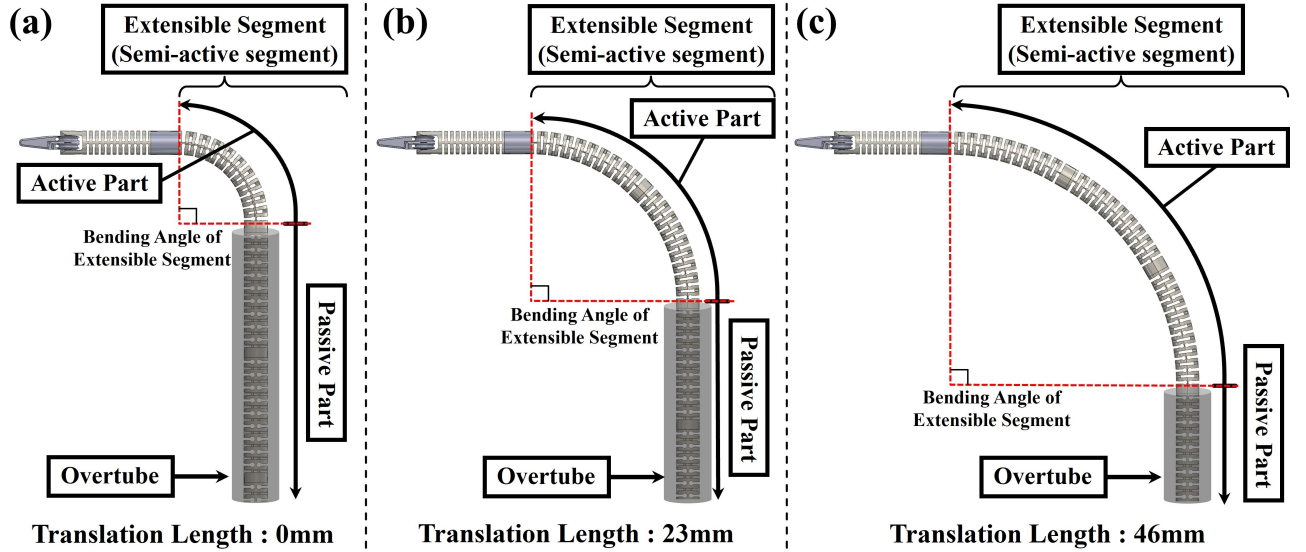 (a)
Extensible Segment
(Semi-active segment)
Active Part
Bending Angle of
Extensible Segment
Passive Part
Overtube
Translation Length : 0mm
(b)
Extensible Segment
(Semi-active segment)
Active Part
Bending Angle of
Extensible Segment
Passive Part
Overtube
Translation Length : 23mm
(c)
Extensible Segment
(Semi-active segment)
Active Part
Bending Angle of
Extensible Segment
Passive Part
Overtube
Translation Length : 46mm